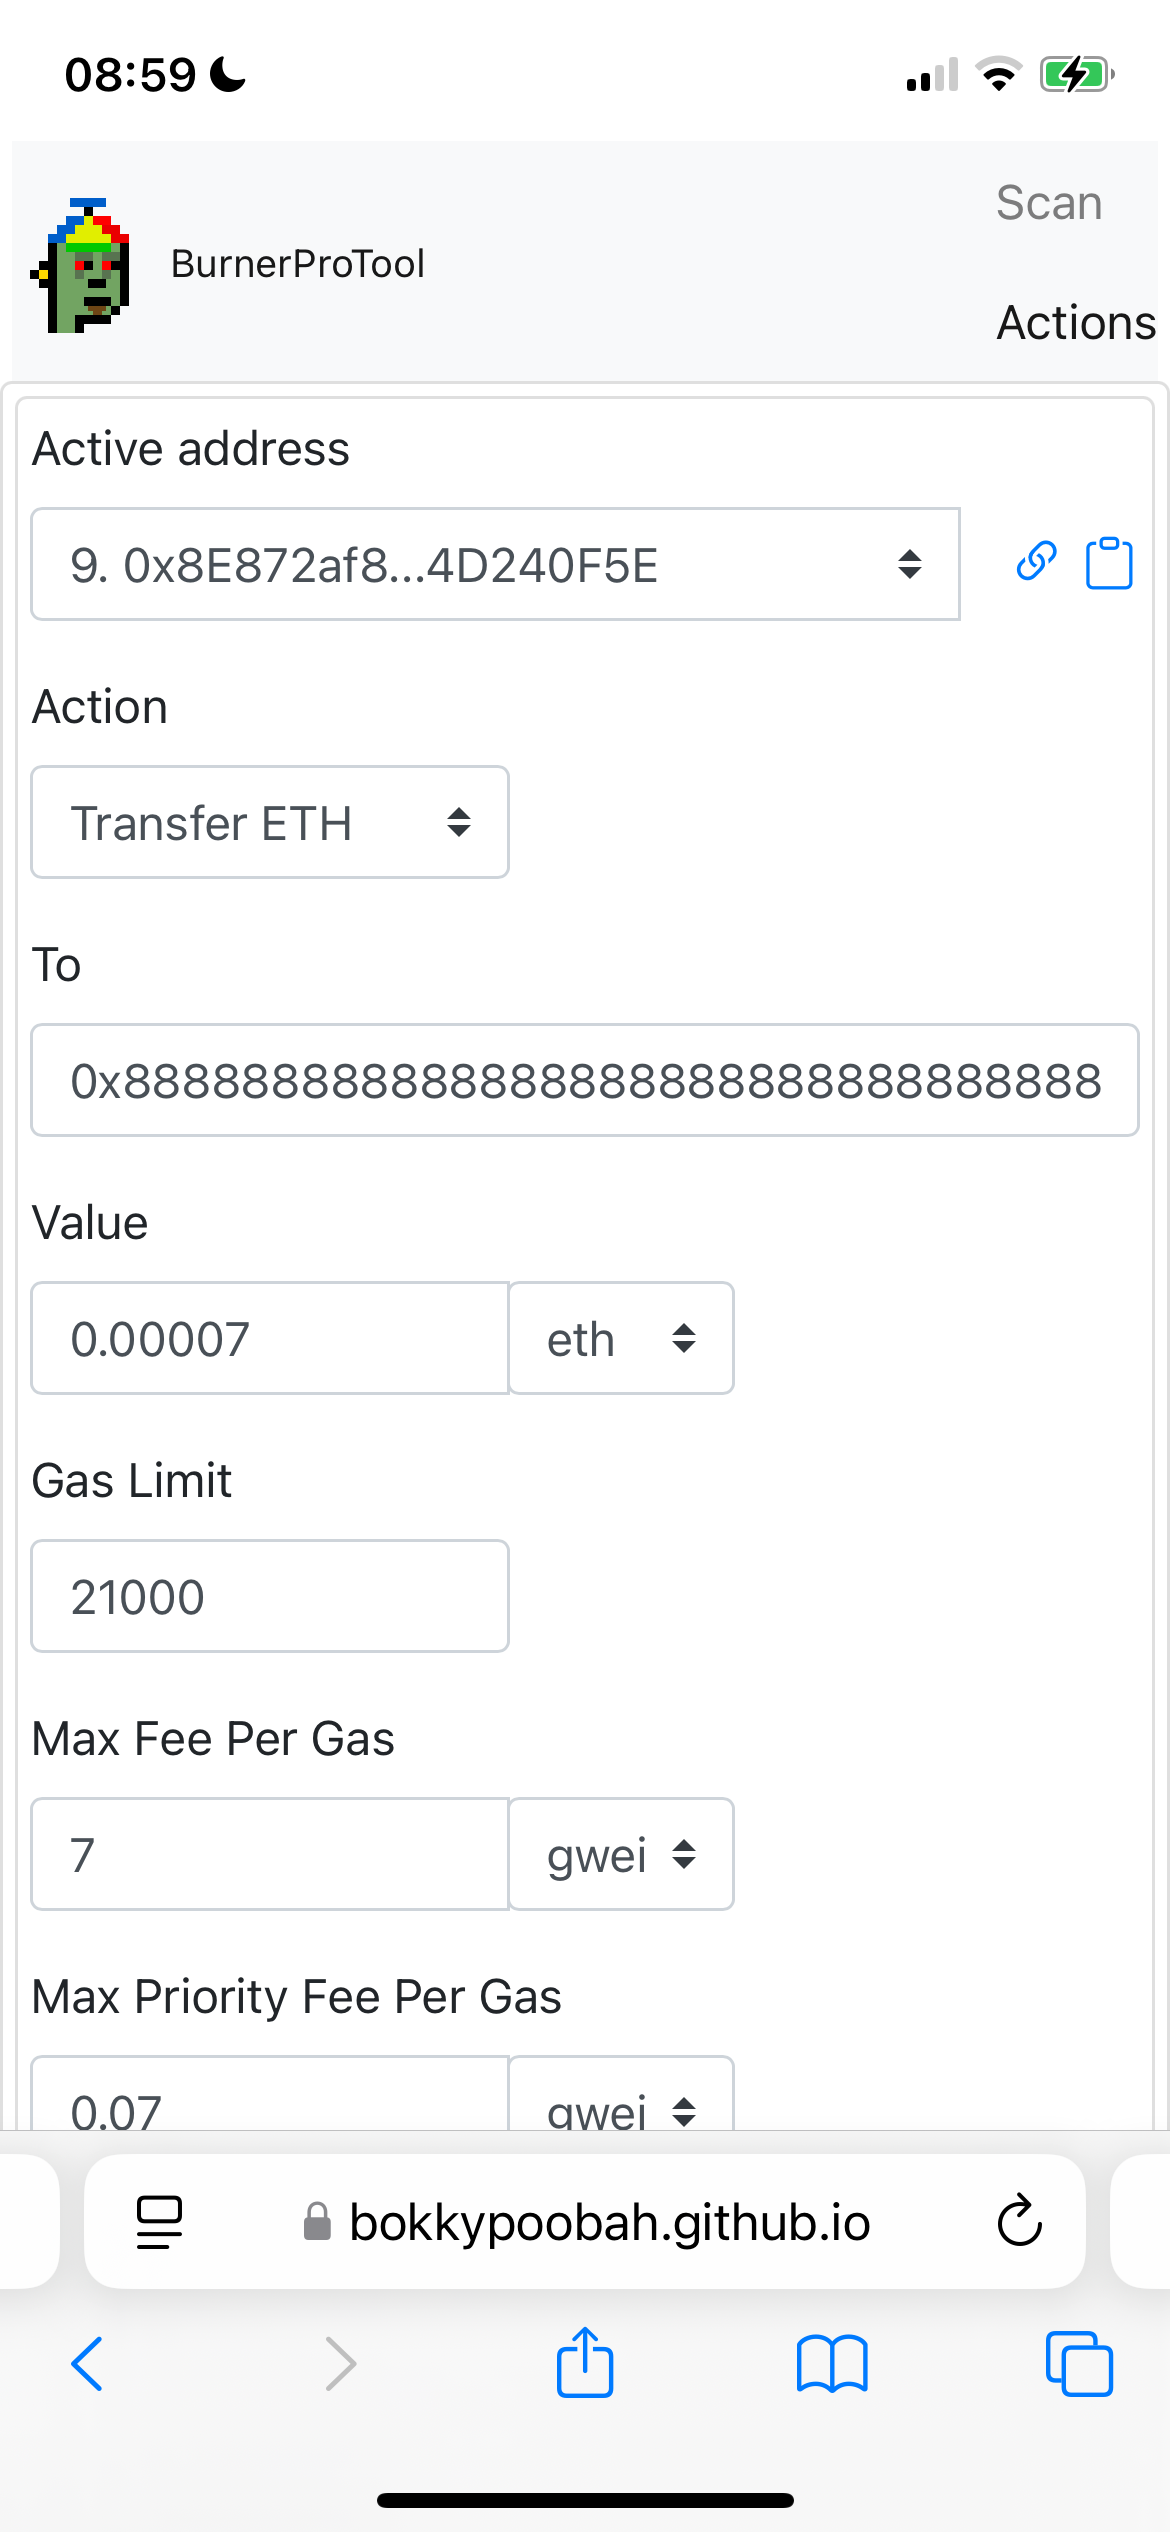 08:59
BurnerProTool
Scan
Actions
Active address
9. 0x8E872af8...4D240F5E
Action
Transfer ETH
To
0x888888888888888888888888888888888
Value
0.00007
eth
Gas Limit
21000
Max Fee Per Gas
7
gwei
Max Priority Fee Per Gas
0.07
gwei
bokkypoobah.github.io